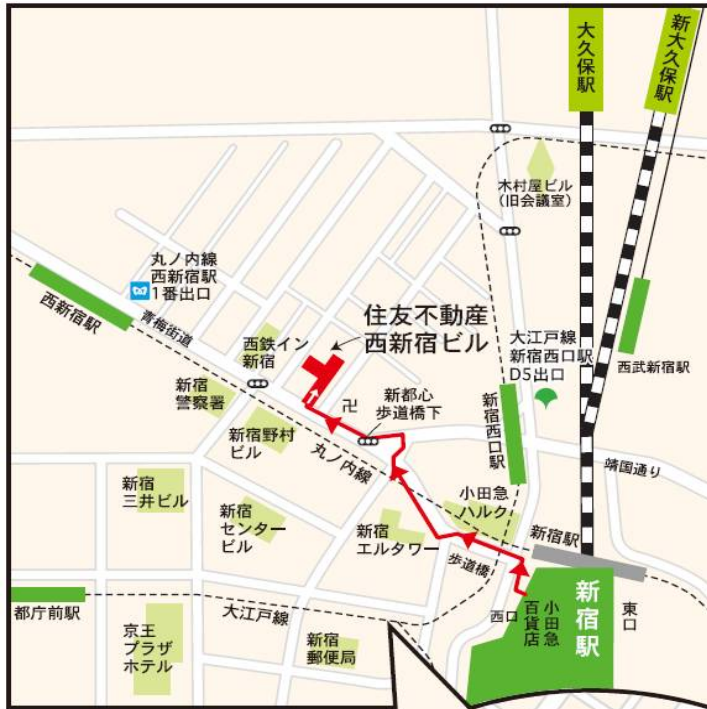 大久保駅
新大久保駅
木村屋ビル
（旧会議室）
丸ノ内線
西新宿駅
1番出口
西新宿駅
青梅街道
西鉄イン
新宿
住友不動産
西新宿ビル
大江戸線
新宿西口駅
D5出口
西武新宿駅
新宿
警察署
卍
新都心
歩道橋下
新宿西口駅
新宿野村
ビル
丸ノ内線
靖国通り
新宿
三井ビル
新宿
センター
ビル
小田急
ハルク
新宿
エルタワー
歩道橋
新宿駅
都庁前駅
大江戸線
西口
小田急
百貨店
新宿駅
東口
京王
プラザ
ホテル
新宿
郵便局